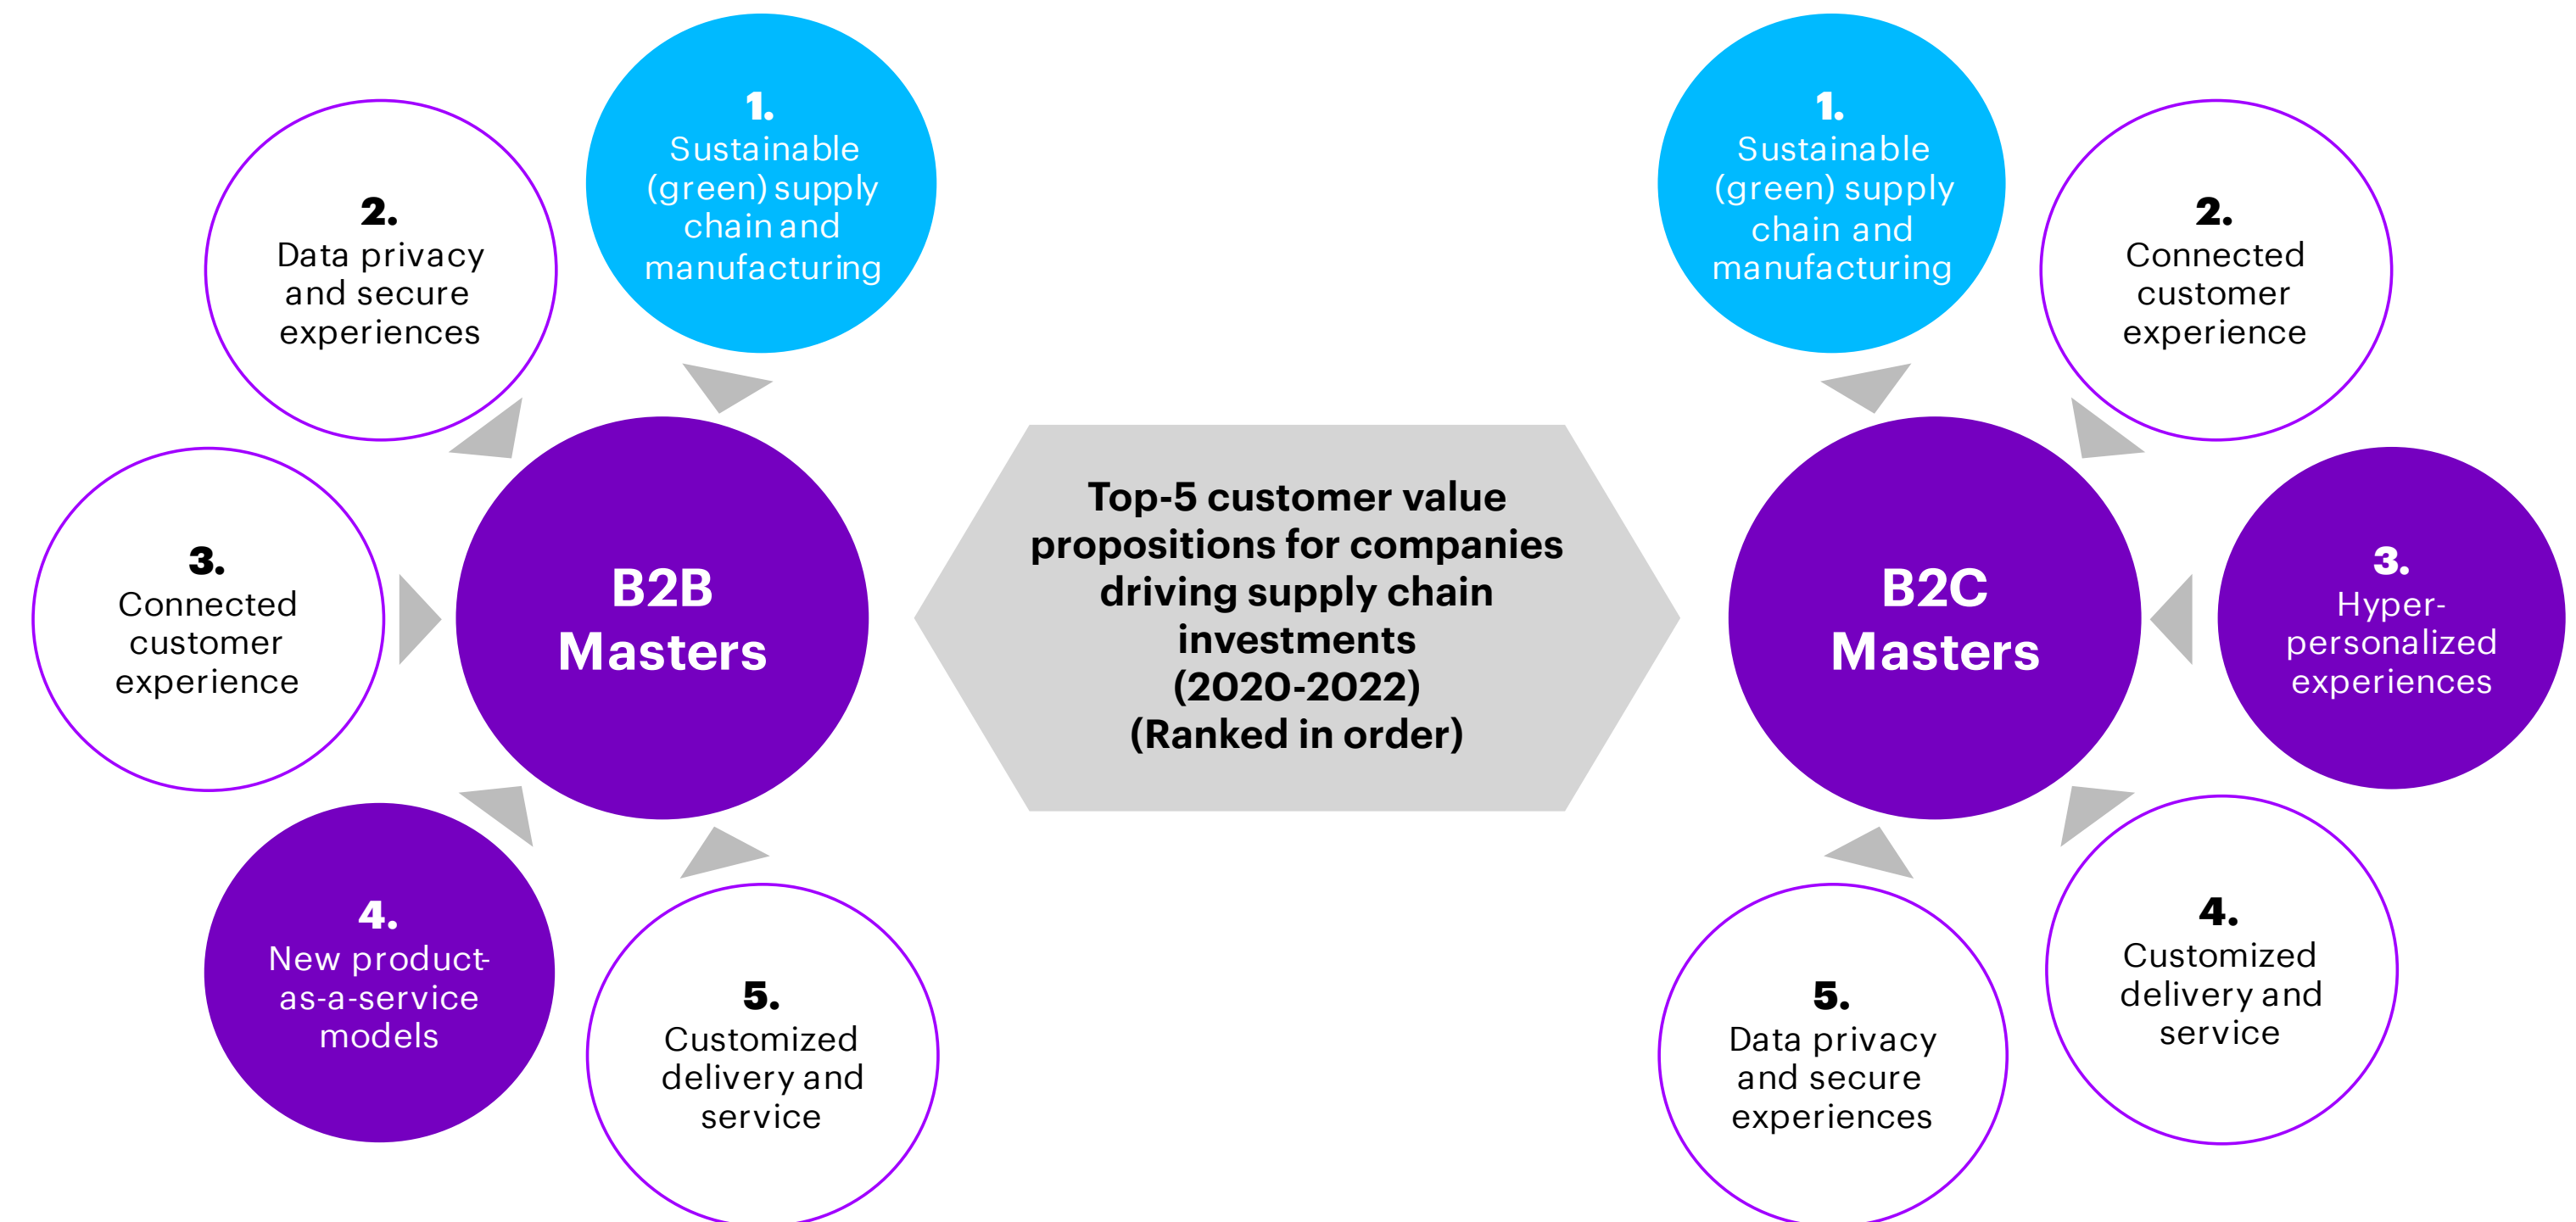 1.
Sustainable
(green) supply
chain and
manufacturing
2.
Data privacy
and secure
experiences
3.
Connected
customer
experience
4.
New product-
as-a-service
models
5.
Customized
delivery and
service
B2B
Masters
Top-5 customer value
propositions for companies
driving supply chain
investments
(2020-2022)
(Ranked in order)
B2C
Masters
1.
Sustainable
(green) supply
chain and
manufacturing
2.
Connected
customer
experience
3.
Hyper-
personalized
experiences
4.
Customized
delivery and
service
5.
Data privacy
and secure
experiences